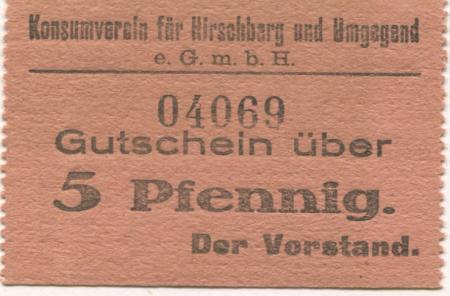 Konsumverein für Hirschberg und Umgegend
e. G. m. b. H.
04069
Gutschein über
5 Pfennig.
Der Vorstand.